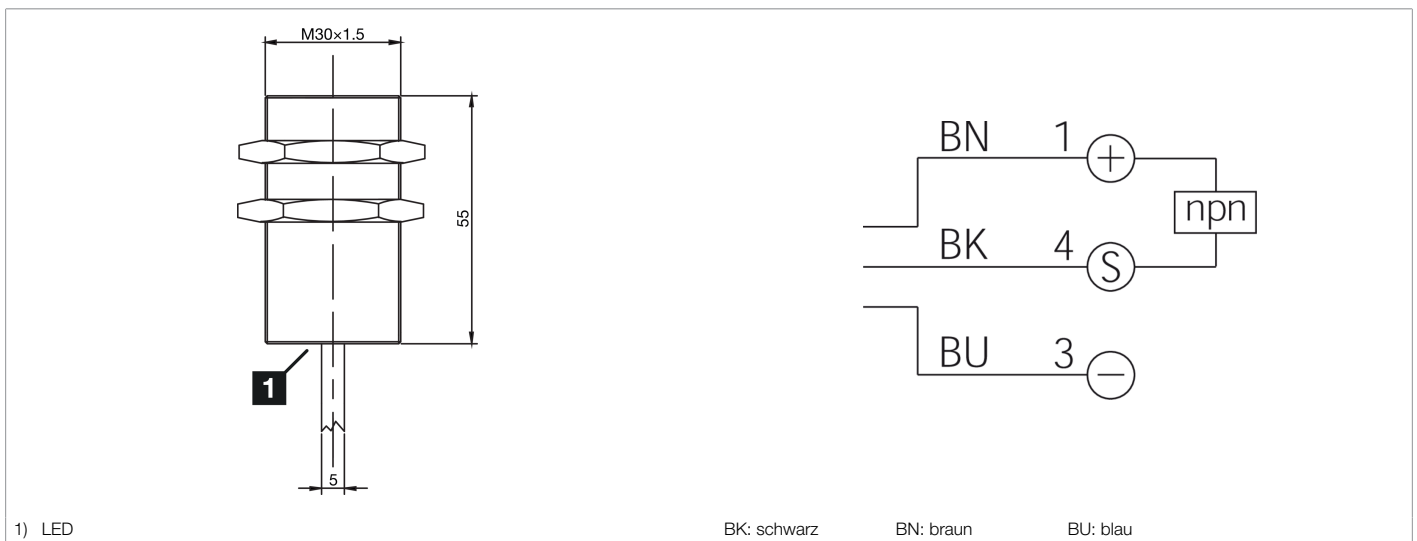 M30×1.5
55
1
5
BN 1 +
npn
BK 4 S
BU 3 −
1) LED
BK: schwarz BN: braun BU: blau